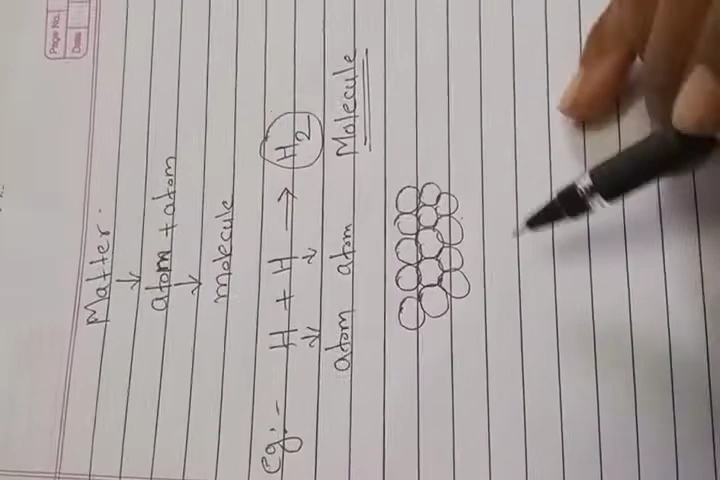 Page No.
Date
Matter.
↓
atom + atom
↓
molecule
eg:- H + H → H₂
↓ ↓
atom atom Molecule